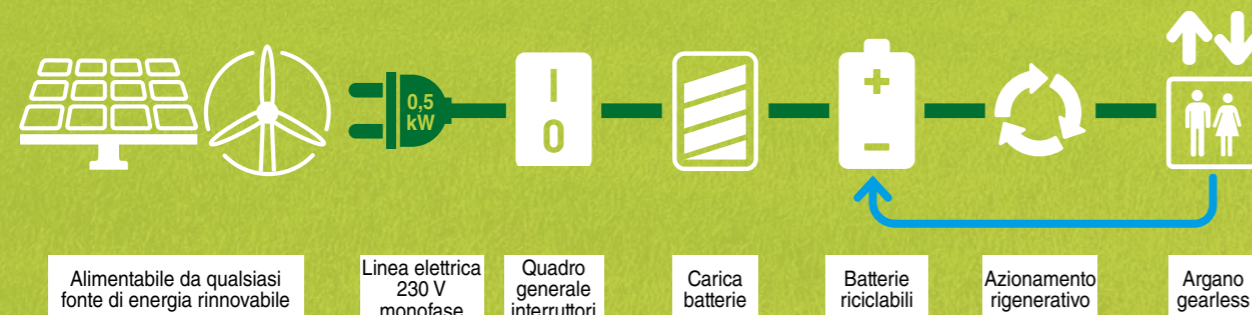 0,5
kW
I
0
+
−
Alimentabile da qualsiasi
fonte di energia rinnovabile
Linea elettrica
230 V
monofase
Quadro
generale
interruttori
Carica
batterie
Batterie
riciclabili
Azionamento
rigenerativo
Argano
gearless